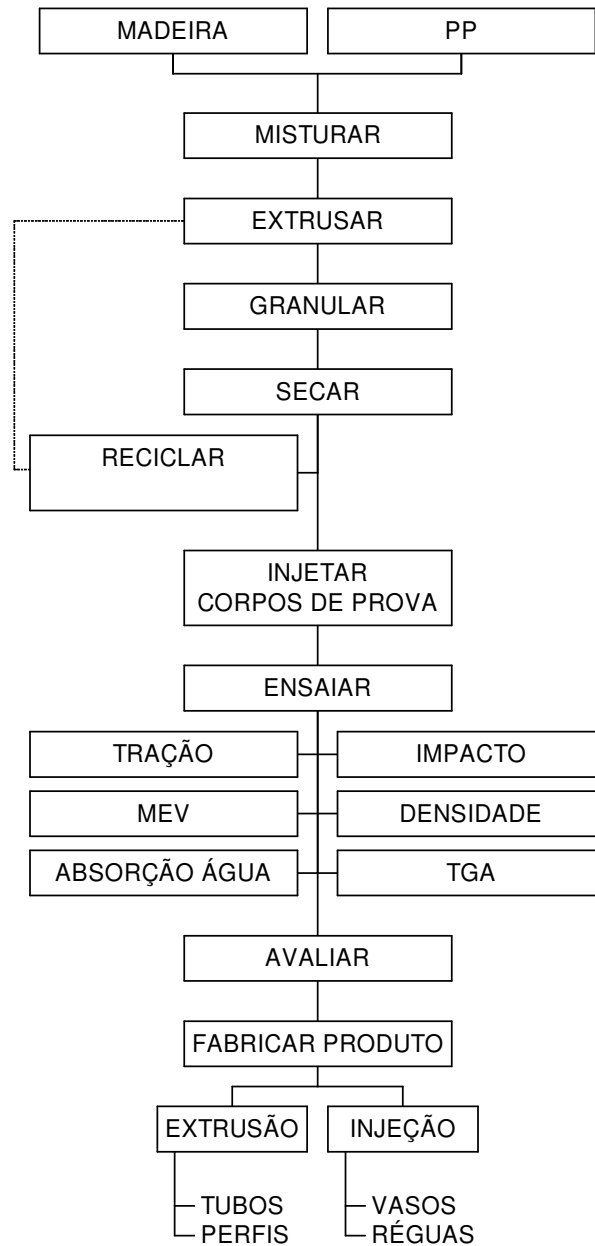 MADEIRA
PP
MISTURAR
EXTRUSAR
GRANULAR
SECAR
RECICLAR
INJETAR
CORPOS DE PROVA
ENSAIAR
TRAÇÃO
IMPACTO
MEV
DENSIDADE
ABSORÇÃO ÁGUA
TGA
AVALIAR
FABRICAR PRODUTO
EXTRUSÃO
INJEÇÃO
TUBOS
PERFIS
VASOS
RÉGUAS